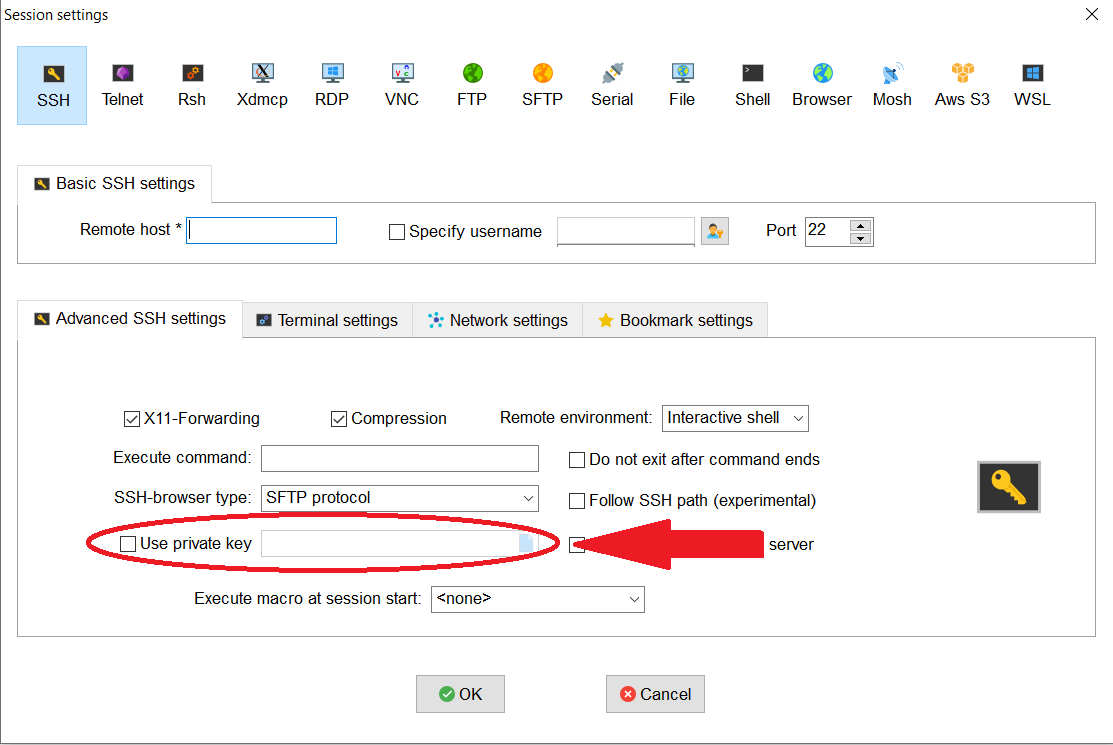 Session settings
SSH Telnet Rsh Xdmcp RDP VNC FTP SFTP Serial File Shell Browser Mosh Aws S3 WSL
Basic SSH settings
Remote host * Specify username Port 22
Advanced SSH settings Terminal settings Network settings Bookmark settings
X11-Forwarding Compression Remote environment: Interactive shell
Execute command: Do not exit after command ends
SSH-browser type: SFTP protocol Follow SSH path (experimental)
Use private key server
Execute macro at session start: <none>
OK Cancel